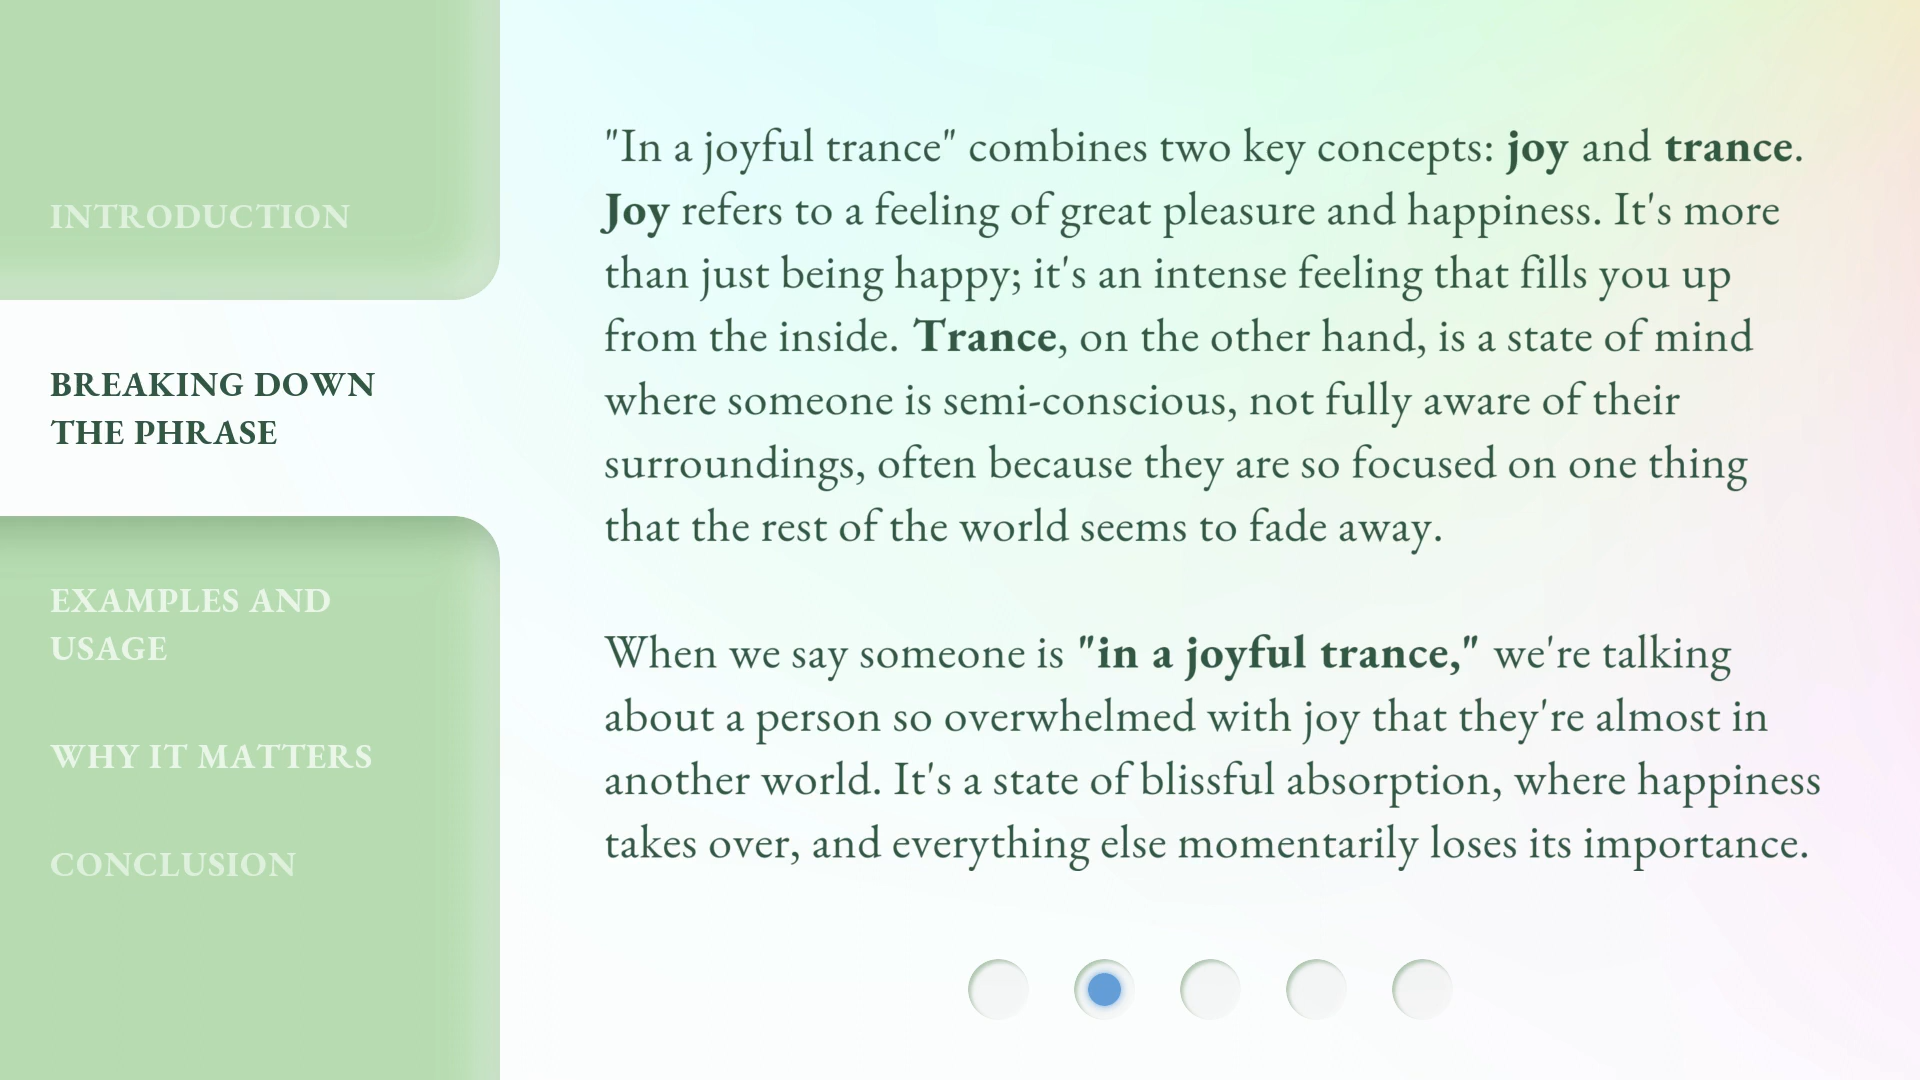 INTRODUCTION
BREAKING DOWN
THE PHRASE
EXAMPLES AND
USAGE
WHY IT MATTERS
CONCLUSION
"In a joyful trance" combines two key concepts: joy and trance.
Joy refers to a feeling of great pleasure and happiness. It's more
than just being happy; it's an intense feeling that fills you up
from the inside. Trance, on the other hand, is a state of mind
where someone is semi-conscious, not fully aware of their
surroundings, often because they are so focused on one thing
that the rest of the world seems to fade away.
When we say someone is "in a joyful trance," we're talking
about a person so overwhelmed with joy that they're almost in
another world. It's a state of blissful absorption, where happiness
takes over, and everything else momentarily loses its importance.